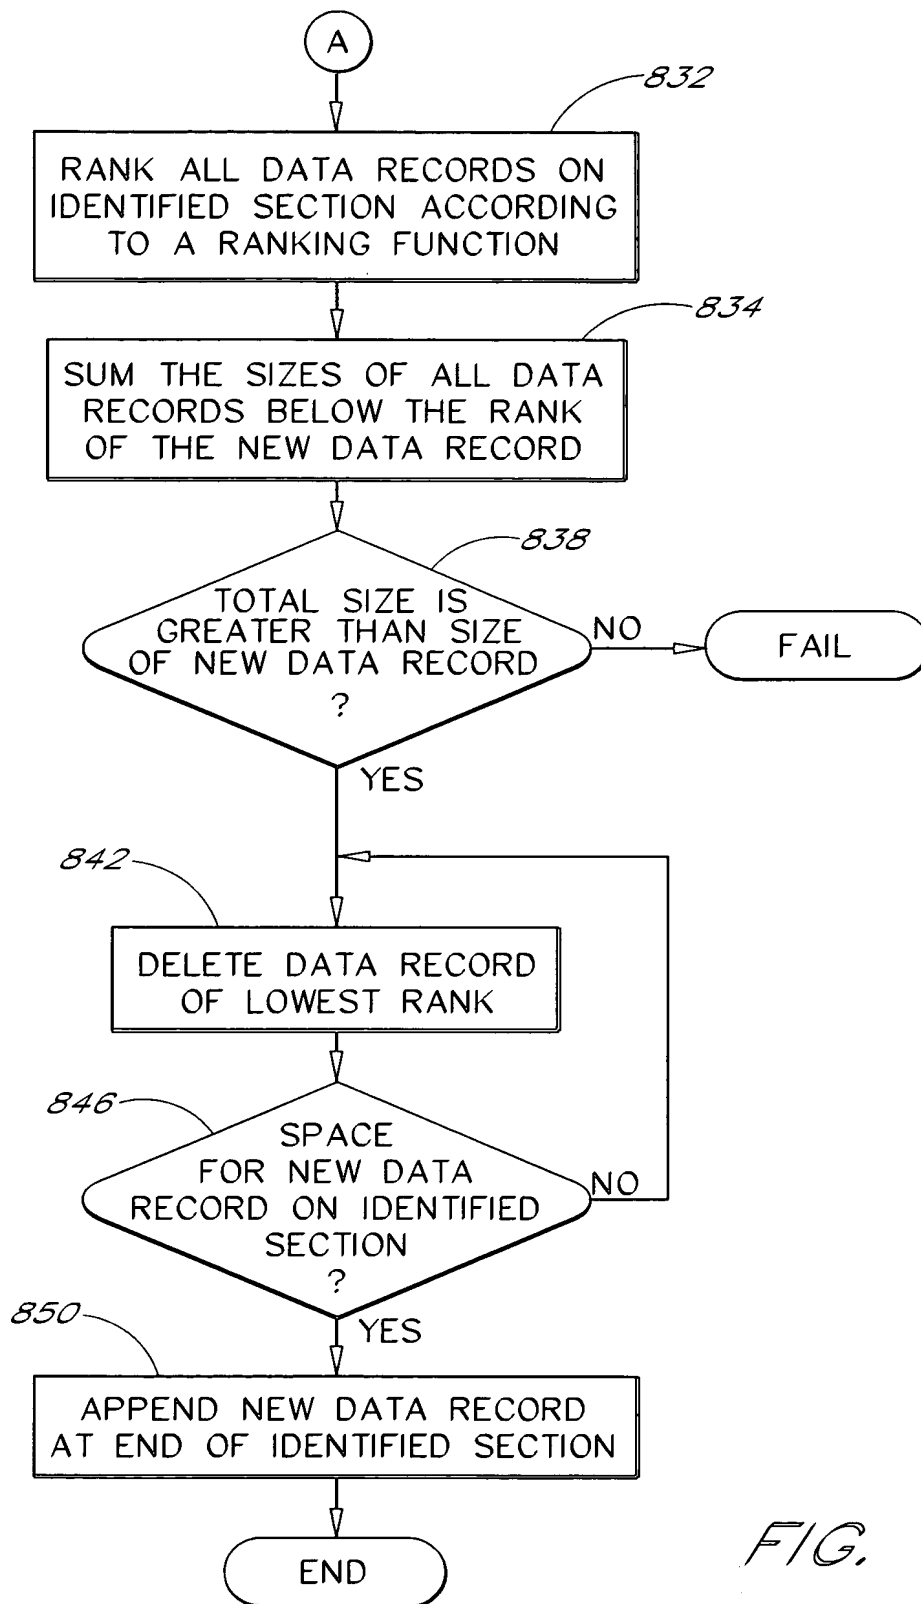 A
832
RANK ALL DATA RECORDS ON
IDENTIFIED SECTION ACCORDING
TO A RANKING FUNCTION
834
SUM THE SIZES OF ALL DATA
RECORDS BELOW THE RANK
OF THE NEW DATA RECORD
838
TOTAL SIZE IS
GREATER THAN SIZE
OF NEW DATA RECORD
?
NO
FAIL
YES
842
DELETE DATA RECORD
OF LOWEST RANK
846
SPACE
FOR NEW DATA
RECORD ON IDENTIFIED
SECTION
?
NO
YES
850
APPEND NEW DATA RECORD
AT END OF IDENTIFIED SECTION
END
FIG.